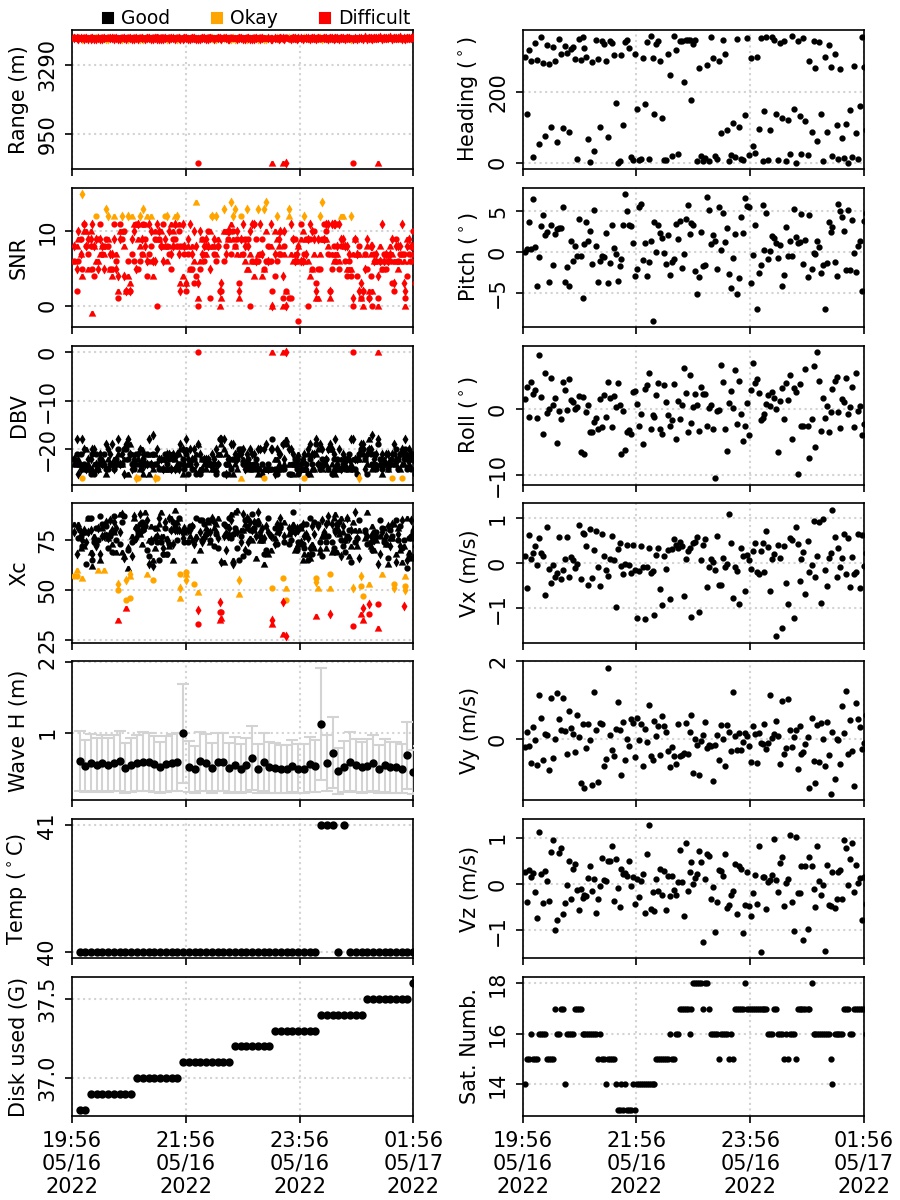 Good Okay Difficult
Range (m)
3290
950
Heading (°)
200
0
SNR
10
0
Pitch (°)
5
0
−5
DBV
0
−10
−20
Roll (°)
0
−10
Xc
75
50
25
Vx (m/s)
1
0
−1
Wave H (m)
2
1
Vy (m/s)
2
0
Temp (°C)
41
40
Vz (m/s)
1
0
−1
Disk used (G)
37.5
37.0
Sat. Numb.
18
16
14
19:56 21:56 23:56 01:56
05/16 05/16 05/16 05/17
2022 2022 2022 2022
19:56 21:56 23:56 01:56
05/16 05/16 05/16 05/17
2022 2022 2022 2022